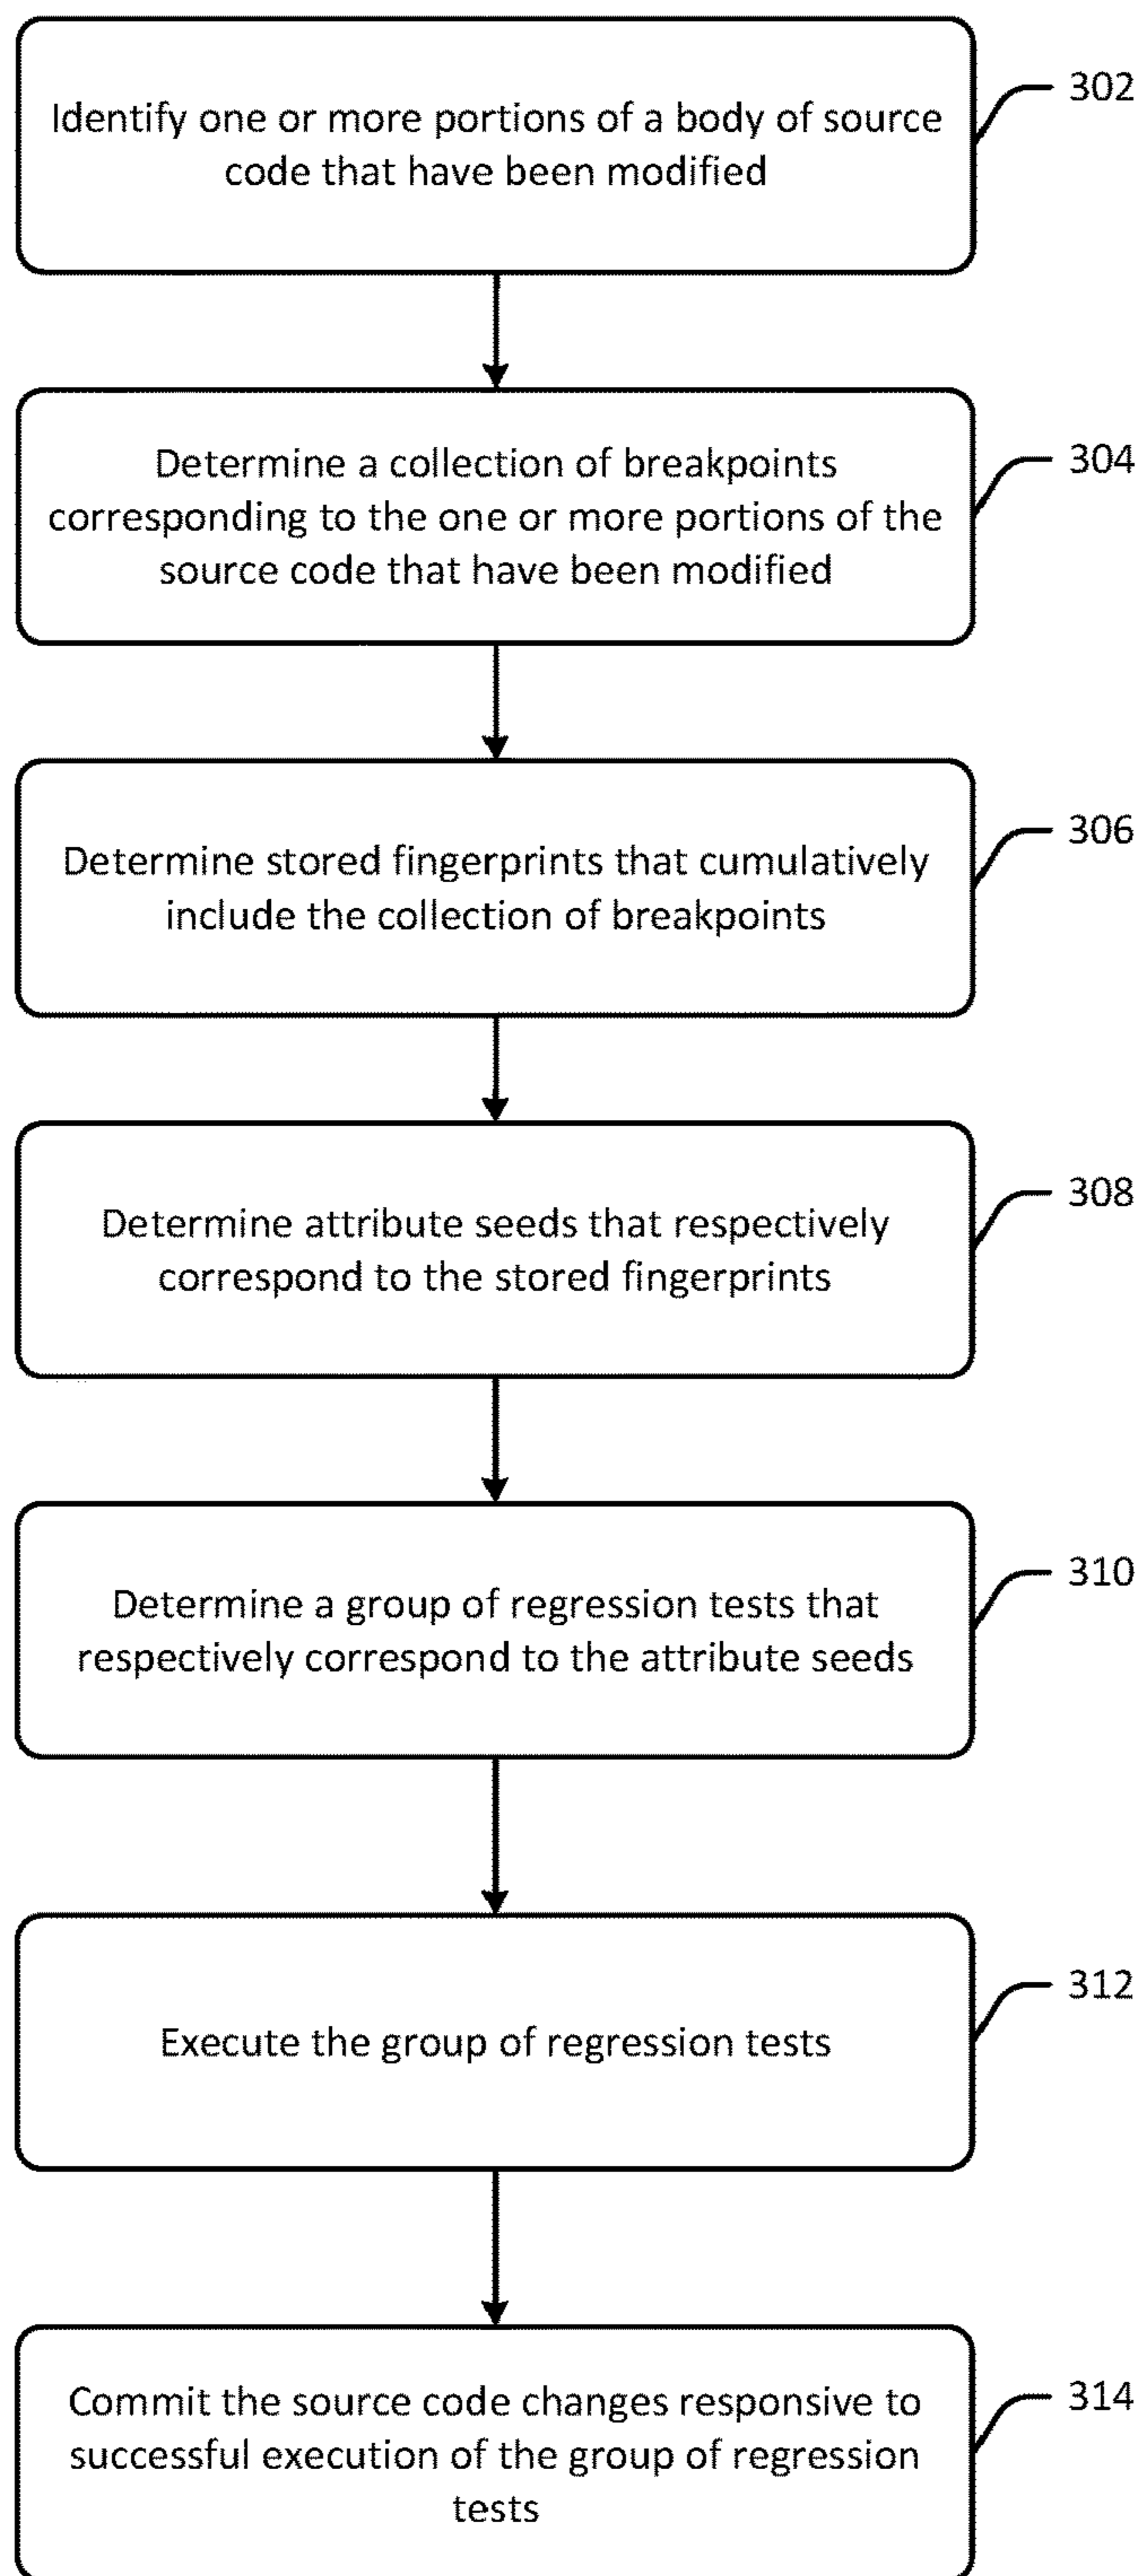 Identify one or more portions of a body of source
code that have been modified
302
Determine a collection of breakpoints
corresponding to the one or more portions of the
source code that have been modified
304
Determine stored fingerprints that cumulatively
include the collection of breakpoints
306
Determine attribute seeds that respectively
correspond to the stored fingerprints
308
Determine a group of regression tests that
respectively correspond to the attribute seeds
310
Execute the group of regression tests
312
Commit the source code changes responsive to
successful execution of the group of regression
tests
314